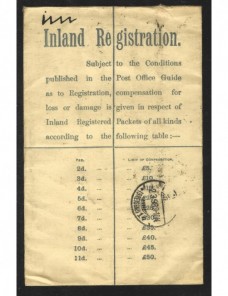 Inland Registration.
Subject to the Conditions
published in the Post Office Guide
as to Registration, compensation for
loss or damage is given in respect of
Inland Registered Packets of all kinds
according to the following table:—
FEE. LIMIT OF COMPENSATION.
2d. £5.
3d. £10.
4d.
5d.
6d.
7d.
8d. £35.
9d. £40.
10d. £45.
11d. £50.